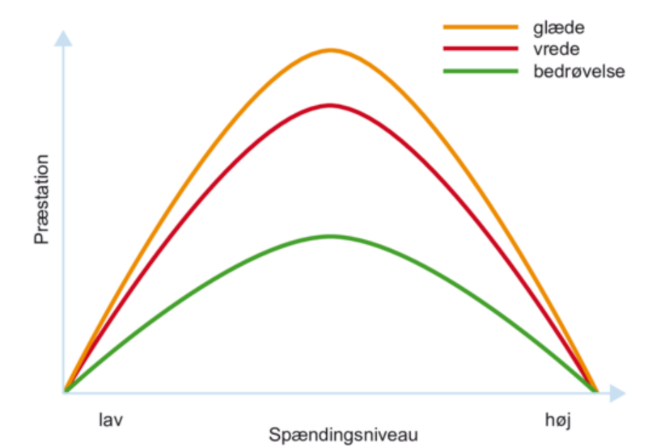 glæde
vrede
bedrøvelse
Præstation
lav
høj
Spændingsniveau